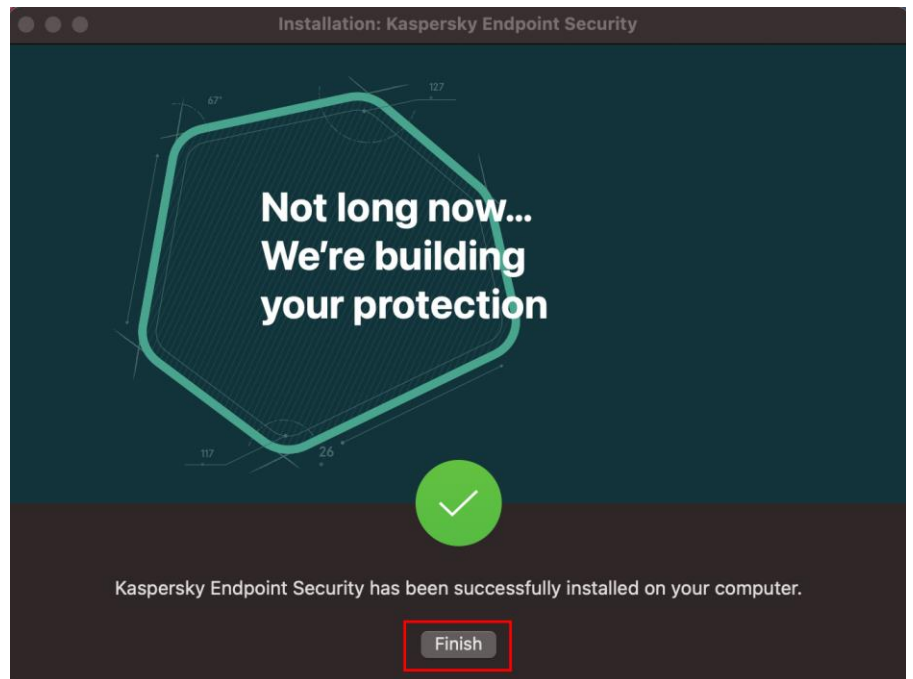 Installation: Kaspersky Endpoint Security
67°
127
Not long now...
We're building
your protection
117
26
Kaspersky Endpoint Security has been successfully installed on your computer.
Finish